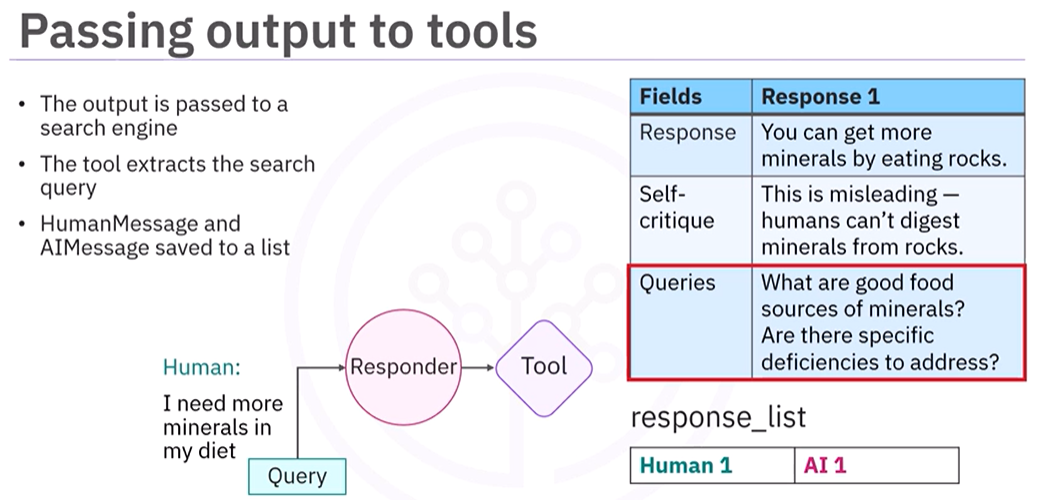 Passing output to tools
• The output is passed to a
search engine
• The tool extracts the search
query
• HumanMessage and
AIMessage saved to a list
Human:
I need more
minerals in
my diet
Query
Responder
Tool
Fields Response 1
Response You can get more
minerals by eating rocks.
Self- This is misleading —
critique humans can't digest
minerals from rocks.
Queries What are good food
sources of minerals?
Are there specific
deficiencies to address?
response_list
Human 1 AI 1